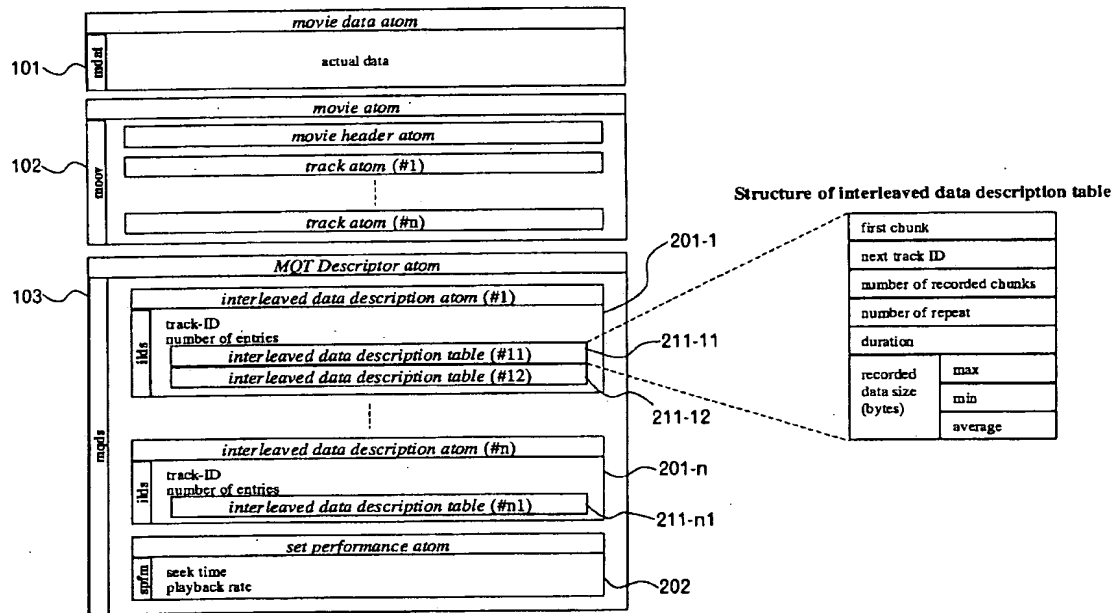 movie data atom
101
mdat
actual data
movie atom
102
moov
movie header atom
track atom (#1)
track atom (#n)
Structure of interleaved data description table
first chunk
next track ID
number of recorded chunks
number of repeat
duration
recorded data size (bytes)
max
min
average
103
MQT Descriptor atom
mqds
201-1
interleaved data description atom (#1)
ilds
track-ID
number of entries
interleaved data description table (#11)
211-11
interleaved data description table (#12)
211-12
interleaved data description atom (#n)
201-n
ilds
track-ID
number of entries
interleaved data description table (#n1)
211-n1
set performance atom
spfm
seek time
playback rate
202